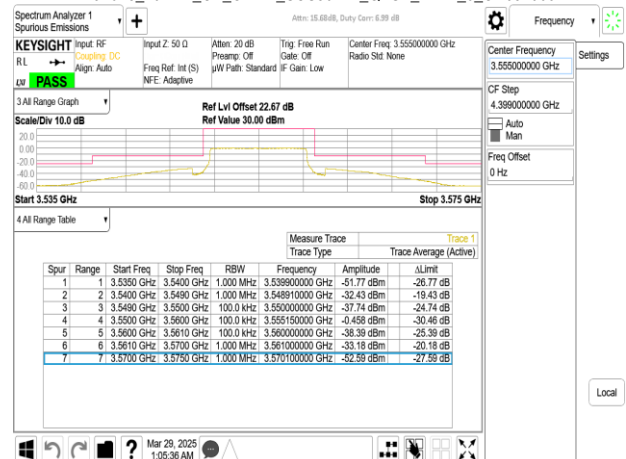 Spectrum Analyzer 1
Spurious Emissions
Attn: 15.68dB, Duty Corr: 6.99 dB
Frequency
KEYSIGHT
RL
PASS
Input: RF
Coupling: DC
Align: Auto
Input Z: 50 Ω
Freq Ref: Int (S)
NFE: Adaptive
Atten: 20 dB
Preamp: Off
µW Path: Standard
Trig: Free Run
Gate: Off
IF Gain: Low
Center Freq: 3.555000000 GHz
Radio Std: None
Center Frequency
3.555000000 GHz
Settings
CF Step
4.399000000 GHz
Auto
Man
Freq Offset
0 Hz
3 All Range Graph
Scale/Div 10.0 dB
Ref Lvl Offset 22.67 dB
Ref Value 30.00 dBm
20.0
0.00
-20.0
-40.0
-60.0
Start 3.535 GHz
Stop 3.575 GHz
4 All Range Table
Measure Trace Trace 1
Trace Type Trace Average (Active)
Spur Range Start Freq Stop Freq RBW Frequency Amplitude ΔLimit
1 1 3.5350 GHz 3.5400 GHz 1.000 MHz 3.539900000 GHz -51.77 dBm -26.77 dB
2 2 3.5400 GHz 3.5490 GHz 1.000 MHz 3.548910000 GHz -32.43 dBm -19.43 dB
3 3 3.5490 GHz 3.5500 GHz 100.0 kHz 3.550000000 GHz -37.74 dBm -24.74 dB
4 4 3.5500 GHz 3.5600 GHz 100.0 kHz 3.555150000 GHz -0.458 dBm -30.46 dB
5 5 3.5600 GHz 3.5610 GHz 100.0 kHz 3.560000000 GHz -38.39 dBm -25.39 dB
6 6 3.5610 GHz 3.5700 GHz 1.000 MHz 3.561000000 GHz -33.18 dBm -20.18 dB
7 7 3.5700 GHz 3.5750 GHz 1.000 MHz 3.570100000 GHz -52.59 dBm -27.59 dB
Local
Mar 29, 2025
1:05:36 AM